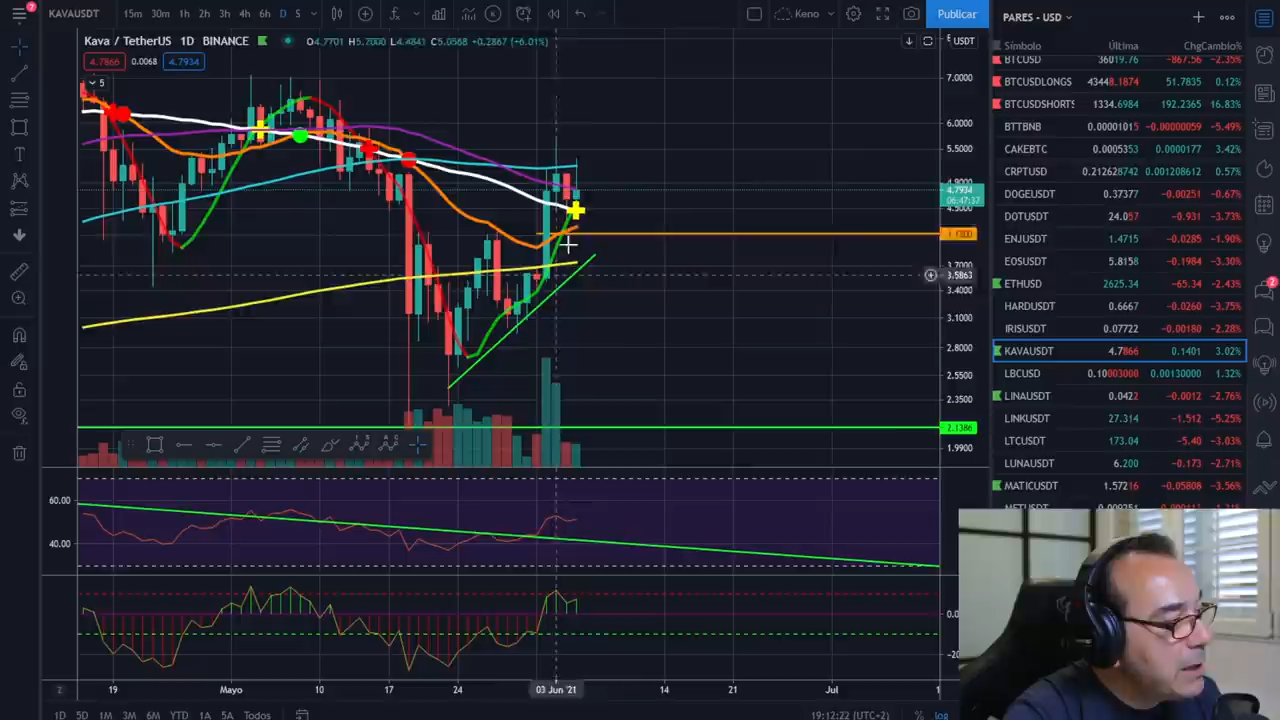 7
KAVAUSDT 15m 30m 1h 2h 3h 4h 6h D S Keno Publicar
PARES - USD
Kava / TetherUS 1D BINANCE O4.7701 H5.2000 L4.4841 C5.0568 +0.2867 (+6.01%)
USDT
4.7866 0.0068 4.7934
5
7.0000
6.0000
5.5000
4.9000
4.7934
06:47:37
4.5000
3.7000
3.5863
3.4000
3.1000
2.8000
2.5500
2.3500
2.1386
1.9900
60.00
40.00
19 Mayo 10 17 24 03 Jun '21 14 21 Jul
1D 5D 1M 3M 6M YTD 1A 5A Todos
19:12:22 (UTC+2) % log
Símbolo Última Chg Cambio%
BTCUSD 36019.76 -867.56 -2.35%
BTCUSDLONGS 43448.1874 51.7835 0.12%
BTCUSDSHORTS 1334.6984 192.2365 16.83%
BTTBNB 0.00001015 -0.00000059 -5.49%
CAKEBTC 0.0005353 0.0000177 3.42%
CRPTUSD 0.212628742 0.001208612 0.57%
DOGEUSDT 0.37377 -0.00251 -0.67%
DOTUSDT 24.057 -0.931 -3.73%
ENJUSDT 1.4715 -0.0285 -1.90%
EOSUSDT 5.8158 -0.1984 -3.30%
ETHUSD 2625.34 -65.34 -2.43%
HARDUSDT 0.6667 -0.0260 -3.75%
IRISUSDT 0.07722 -0.00180 -2.28%
KAVAUSDT 4.7866 0.1401 3.02%
LBCUSD 0.10003000 0.00130000 1.32%
LINAUSDT 0.0422 -0.0012 -2.76%
LINKUSDT 27.314 -1.512 -5.25%
LTCUSDT 173.04 -5.40 -3.03%
LUNAUSDT 6.200 -0.173 -2.71%
MATICUSDT 1.57216 -0.05808 -3.56%
2